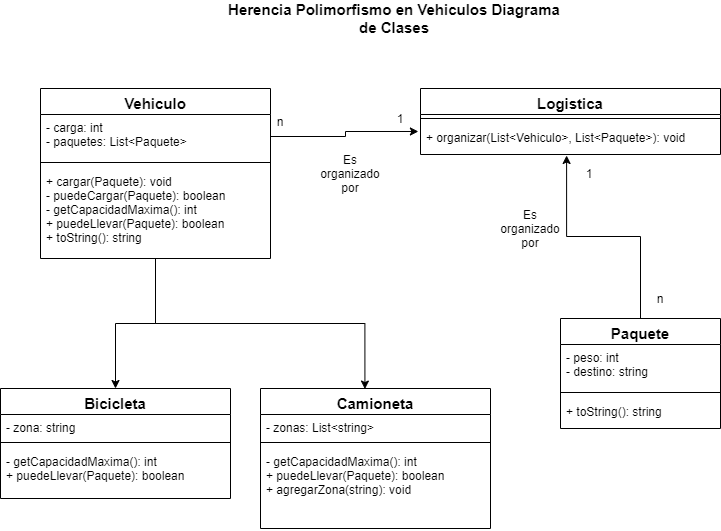 Herencia Polimorfismo en Vehiculos Diagrama
de Clases
Vehiculo
- carga: int
- paquetes: List<Paquete>
+ cargar(Paquete): void
- puedeCargar(Paquete): boolean
- getCapacidadMaxima(): int
+ puedeLlevar(Paquete): boolean
+ toString(): string
n
1
Es
organizado
por
Logistica
+ organizar(List<Vehiculo>, List<Paquete>): void
1
Es
organizado
por
n
Paquete
- peso: int
- destino: string
+ toString(): string
Bicicleta
- zona: string
- getCapacidadMaxima(): int
+ puedeLlevar(Paquete): boolean
Camioneta
- zonas: List<string>
- getCapacidadMaxima(): int
+ puedeLlevar(Paquete): boolean
+ agregarZona(string): void